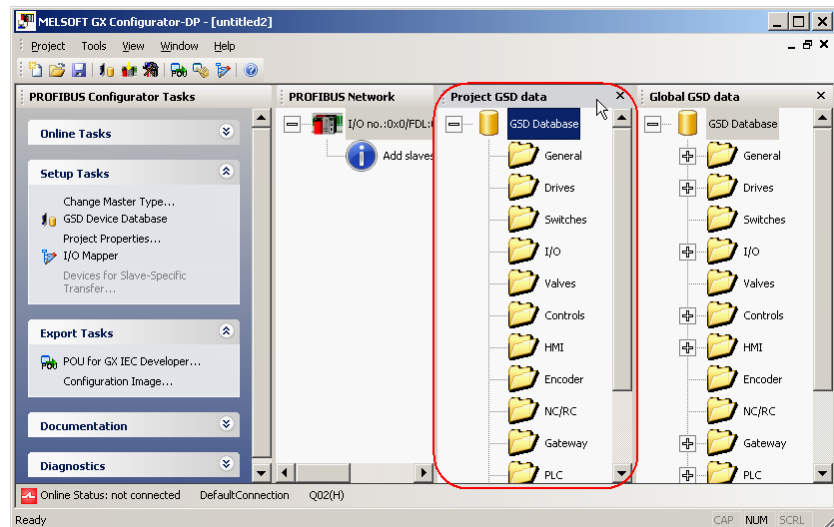 MELSOFT GX Configurator-DP - [untitled2]
Project Tools View Window Help
PROFIBUS Configurator Tasks
Online Tasks
Setup Tasks
Change Master Type...
GSD Device Database
Project Properties...
I/O Mapper
Devices for Slave-Specific
Transfer...
Export Tasks
POU for GX IEC Developer...
Configuration Image...
Documentation
Diagnostics
PROFIBUS Network
I/O no.:0x0/FDL:
Add slaves
Project GSD data
GSD Database
General
Drives
Switches
I/O
Valves
Controls
HMI
Encoder
NC/RC
Gateway
PLC
Global GSD data
GSD Database
General
Drives
Switches
I/O
Valves
Controls
HMI
Encoder
NC/RC
Gateway
PLC
Online Status: not connected DefaultConnection Q02(H)
Ready CAP NUM SCRL